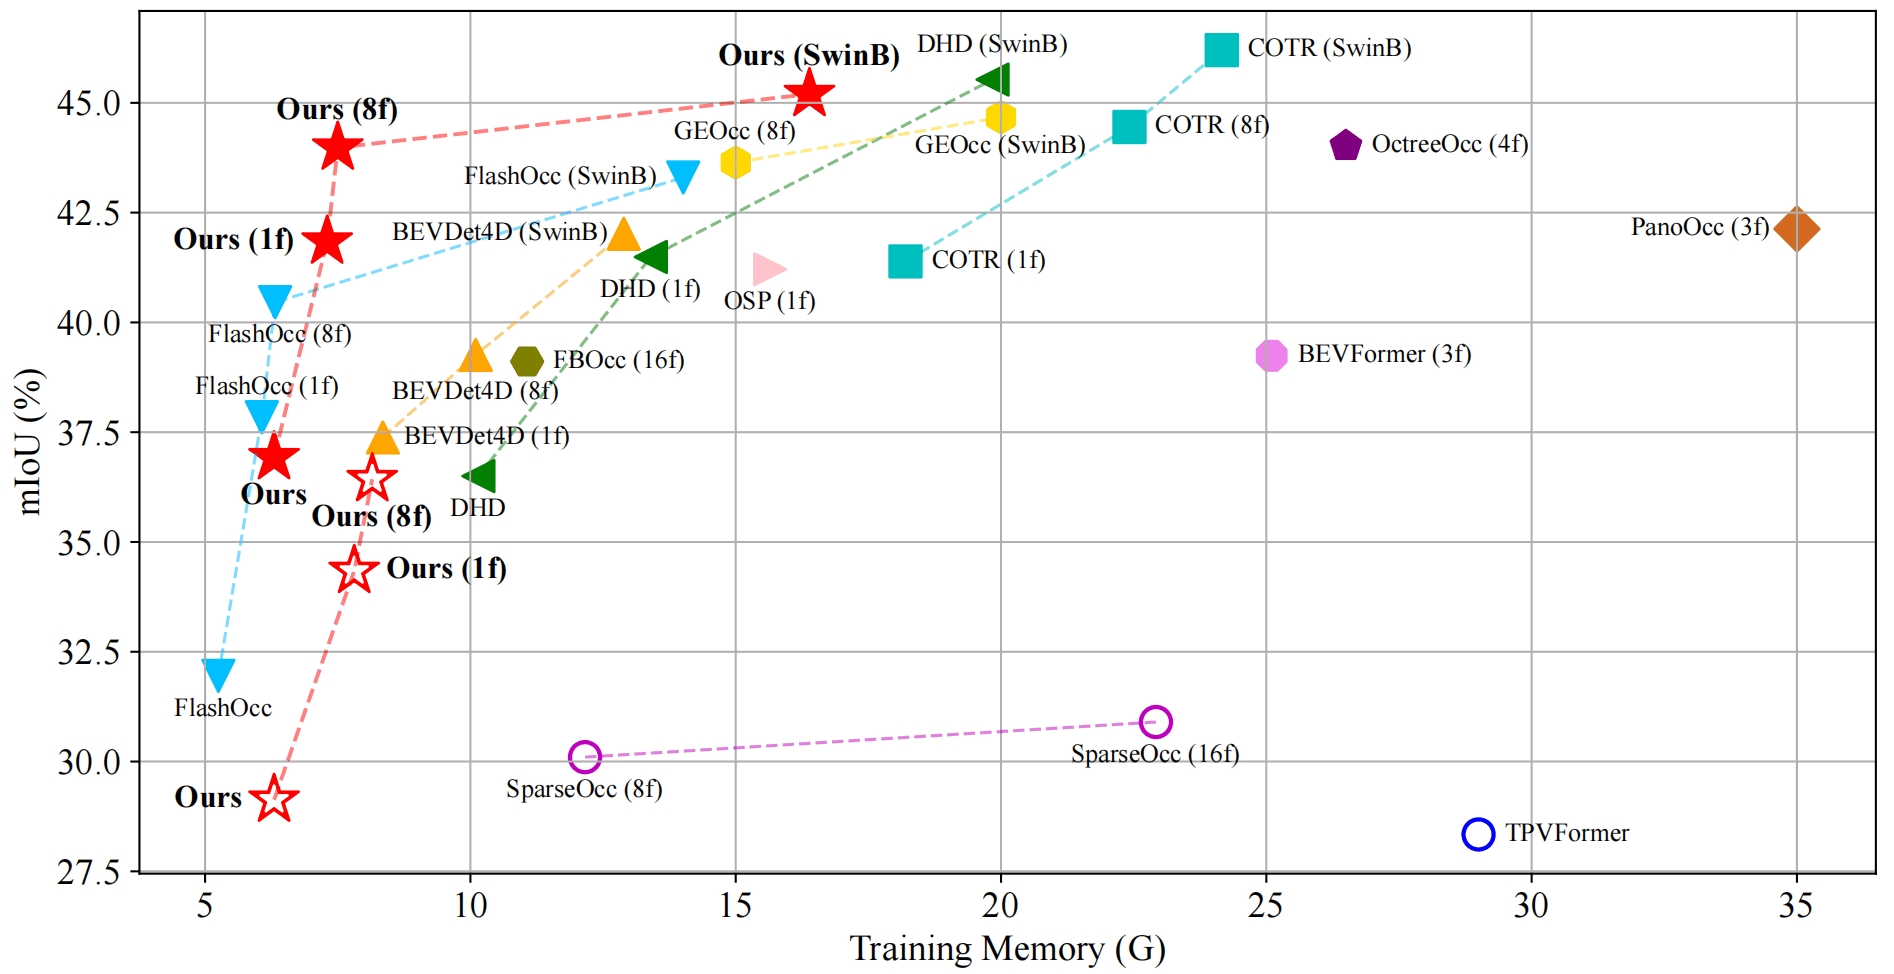 DHD (SwinB)
COTR (SwinB)
Ours (SwinB)
45.0
Ours (8f)
GEOcc (8f)
COTR (8f)
GEOcc (SwinB)
OctreeOcc (4f)
FlashOcc (SwinB)
42.5
BEVDet4D (SwinB)
PanoOcc (3f)
Ours (1f)
COTR (1f)
DHD (1f)
OSP (1f)
40.0
FlashOcc (8f)
FBOcc (16f)
BEVFormer (3f)
FlashOcc (1f)
BEVDet4D (8f)
37.5
BEVDet4D (1f)
mIoU (%)
Ours
DHD
Ours (8f)
35.0
Ours (1f)
32.5
FlashOcc
30.0
SparseOcc (16f)
SparseOcc (8f)
Ours
TPVFormer
27.5
5 10 15 20 25 30 35
Training Memory (G)